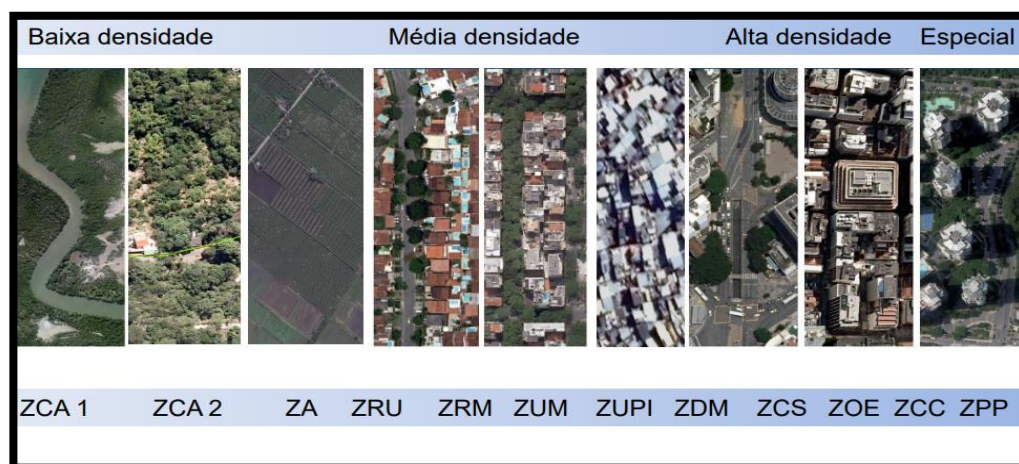 Baixa densidade Média densidade Alta densidade Especial
ZCA 1 ZCA 2 ZA ZRU ZRM ZUM ZUPI ZDM ZCS ZOE ZCC ZPP